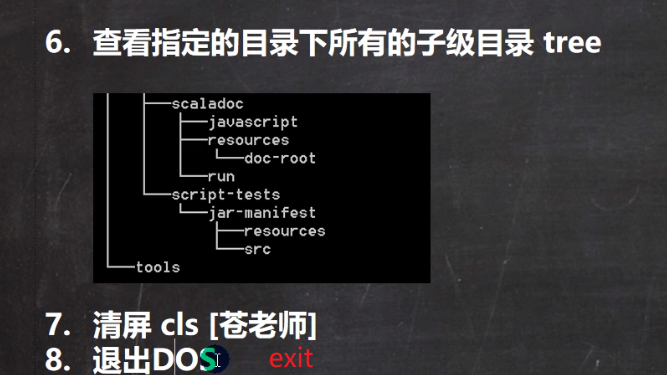 6. 查看指定的目录下所有的子级目录 tree
scaladoc
javascript
resources
doc-root
run
script-tests
jar-manifest
resources
src
tools
7. 清屏 cls [苍老师]
8. 退出DOS exit